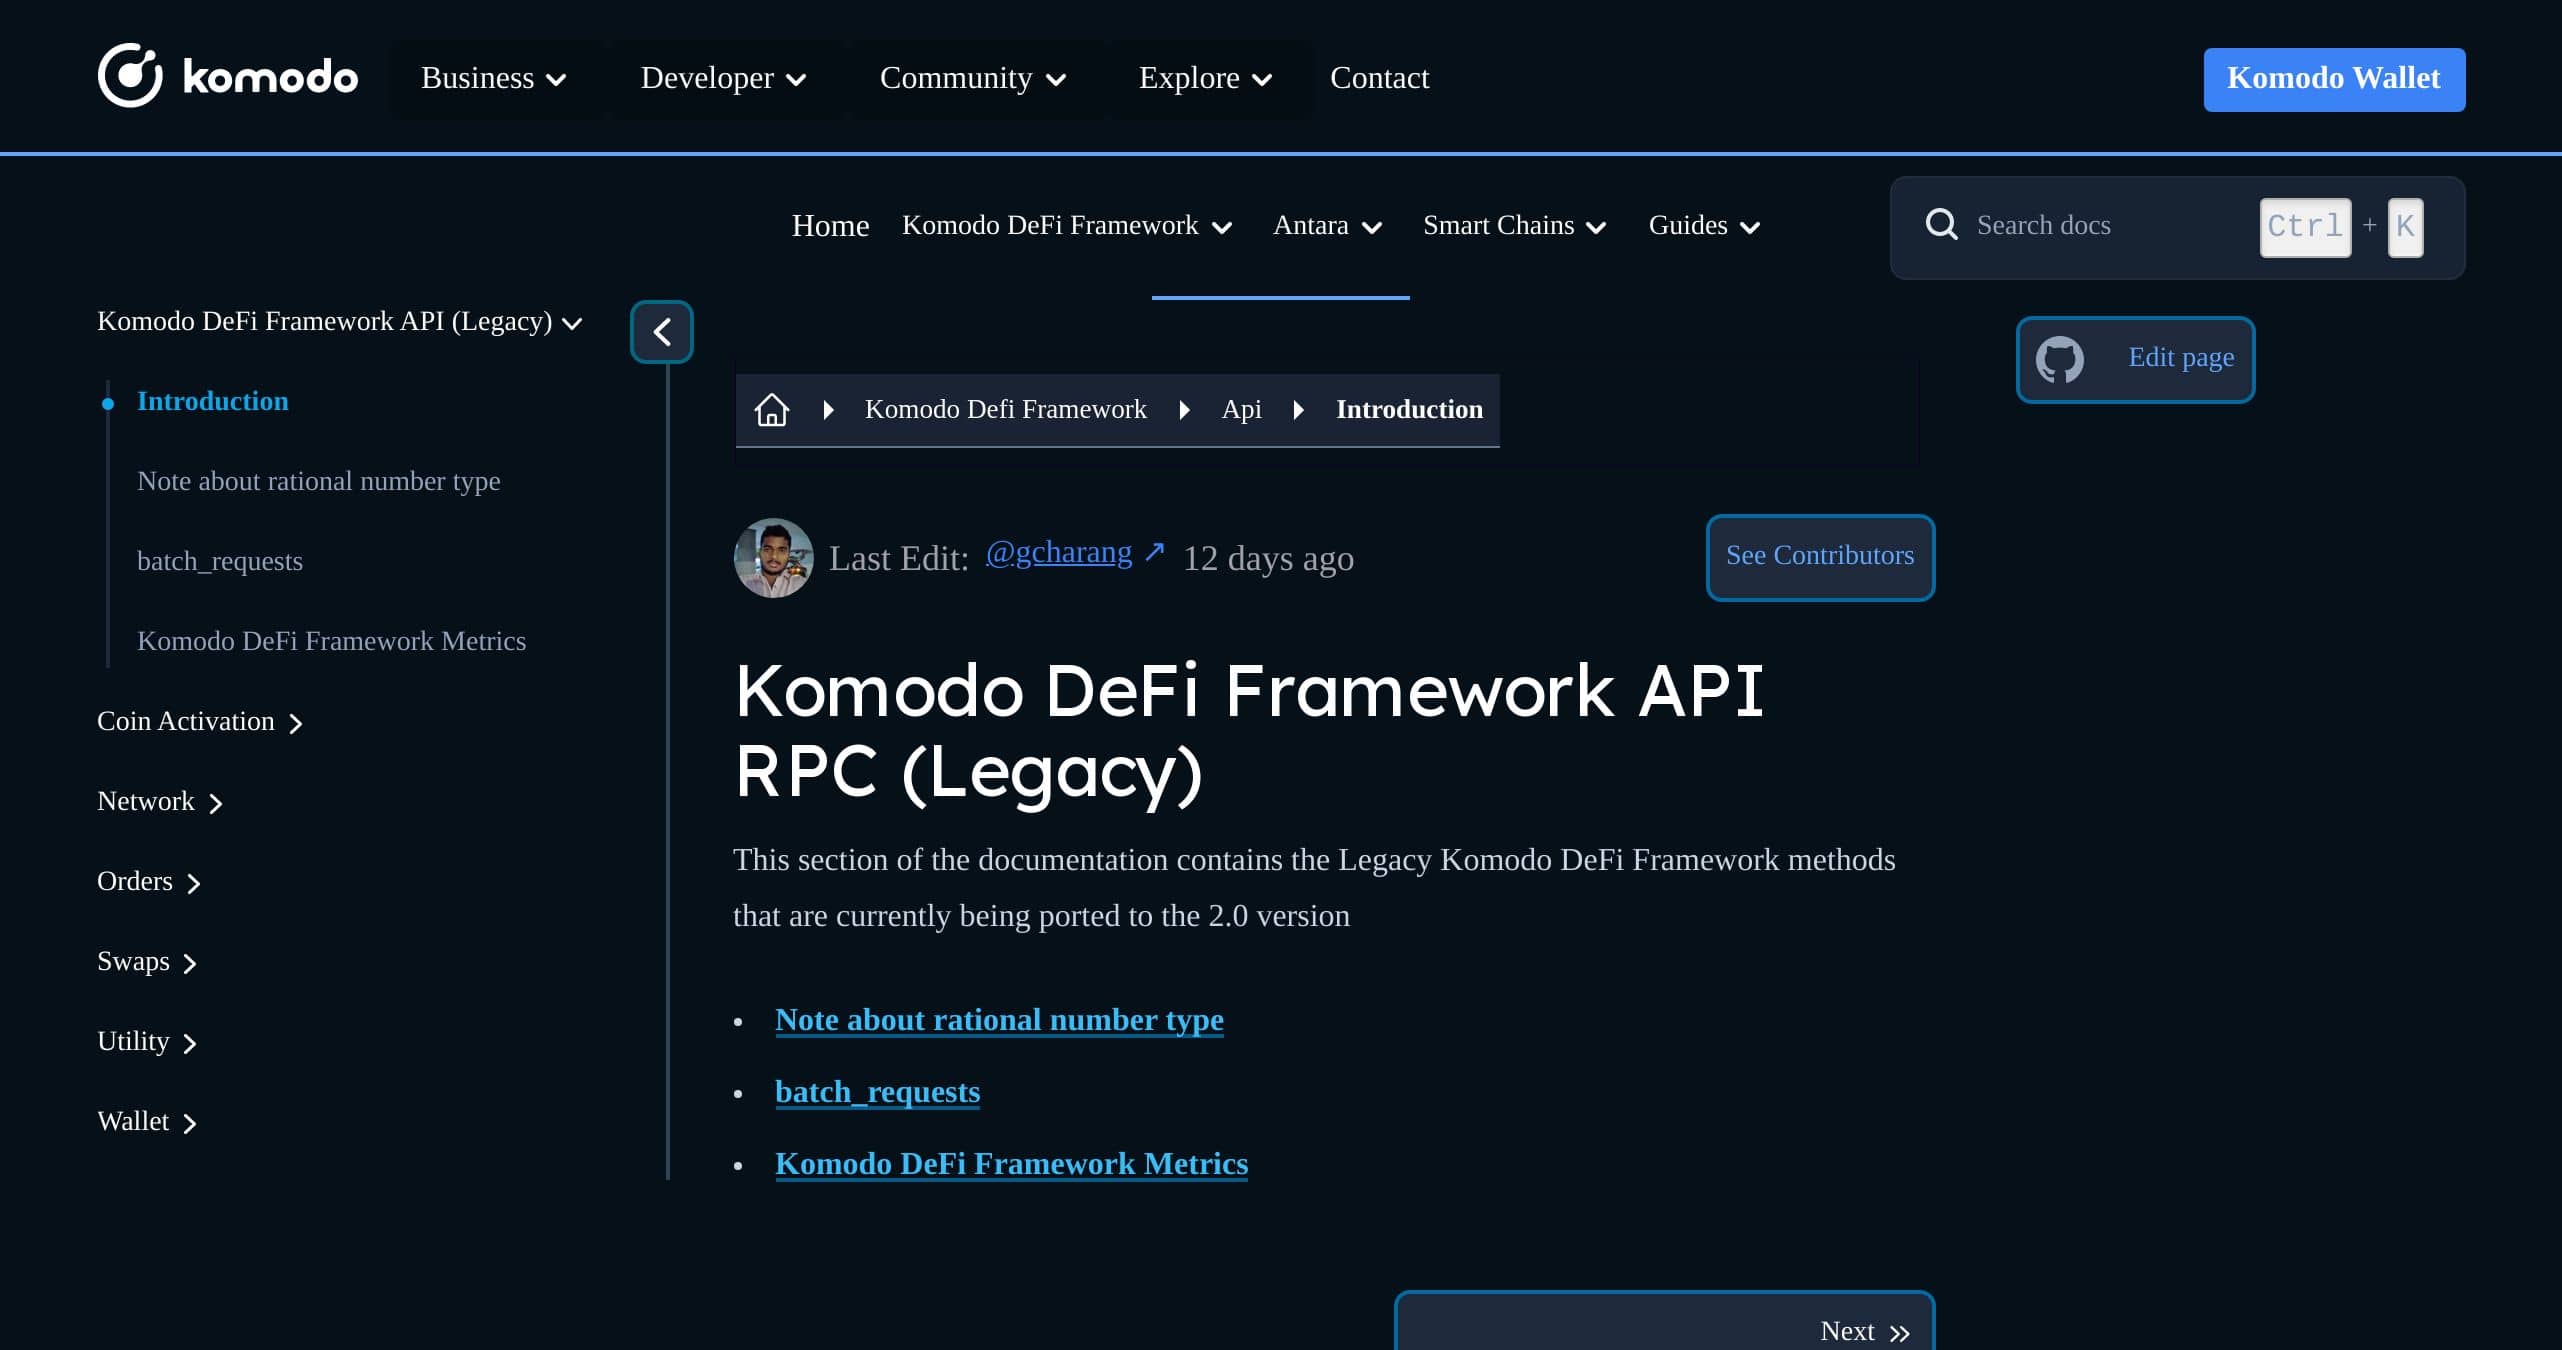 komodo Business Developer Community Explore Contact Komodo Wallet
Home Komodo DeFi Framework Antara Smart Chains Guides Search docs Ctrl + K
Komodo DeFi Framework API (Legacy)
Introduction
Note about rational number type
batch_requests
Komodo DeFi Framework Metrics
Coin Activation
Network
Orders
Swaps
Utility
Wallet
Edit page
Komodo Defi Framework Api Introduction
Last Edit: @gcharang ↗ 12 days ago
See Contributors
Komodo DeFi Framework API
RPC (Legacy)
This section of the documentation contains the Legacy Komodo DeFi Framework methods
that are currently being ported to the 2.0 version
• Note about rational number type
• batch_requests
• Komodo DeFi Framework Metrics
Next »